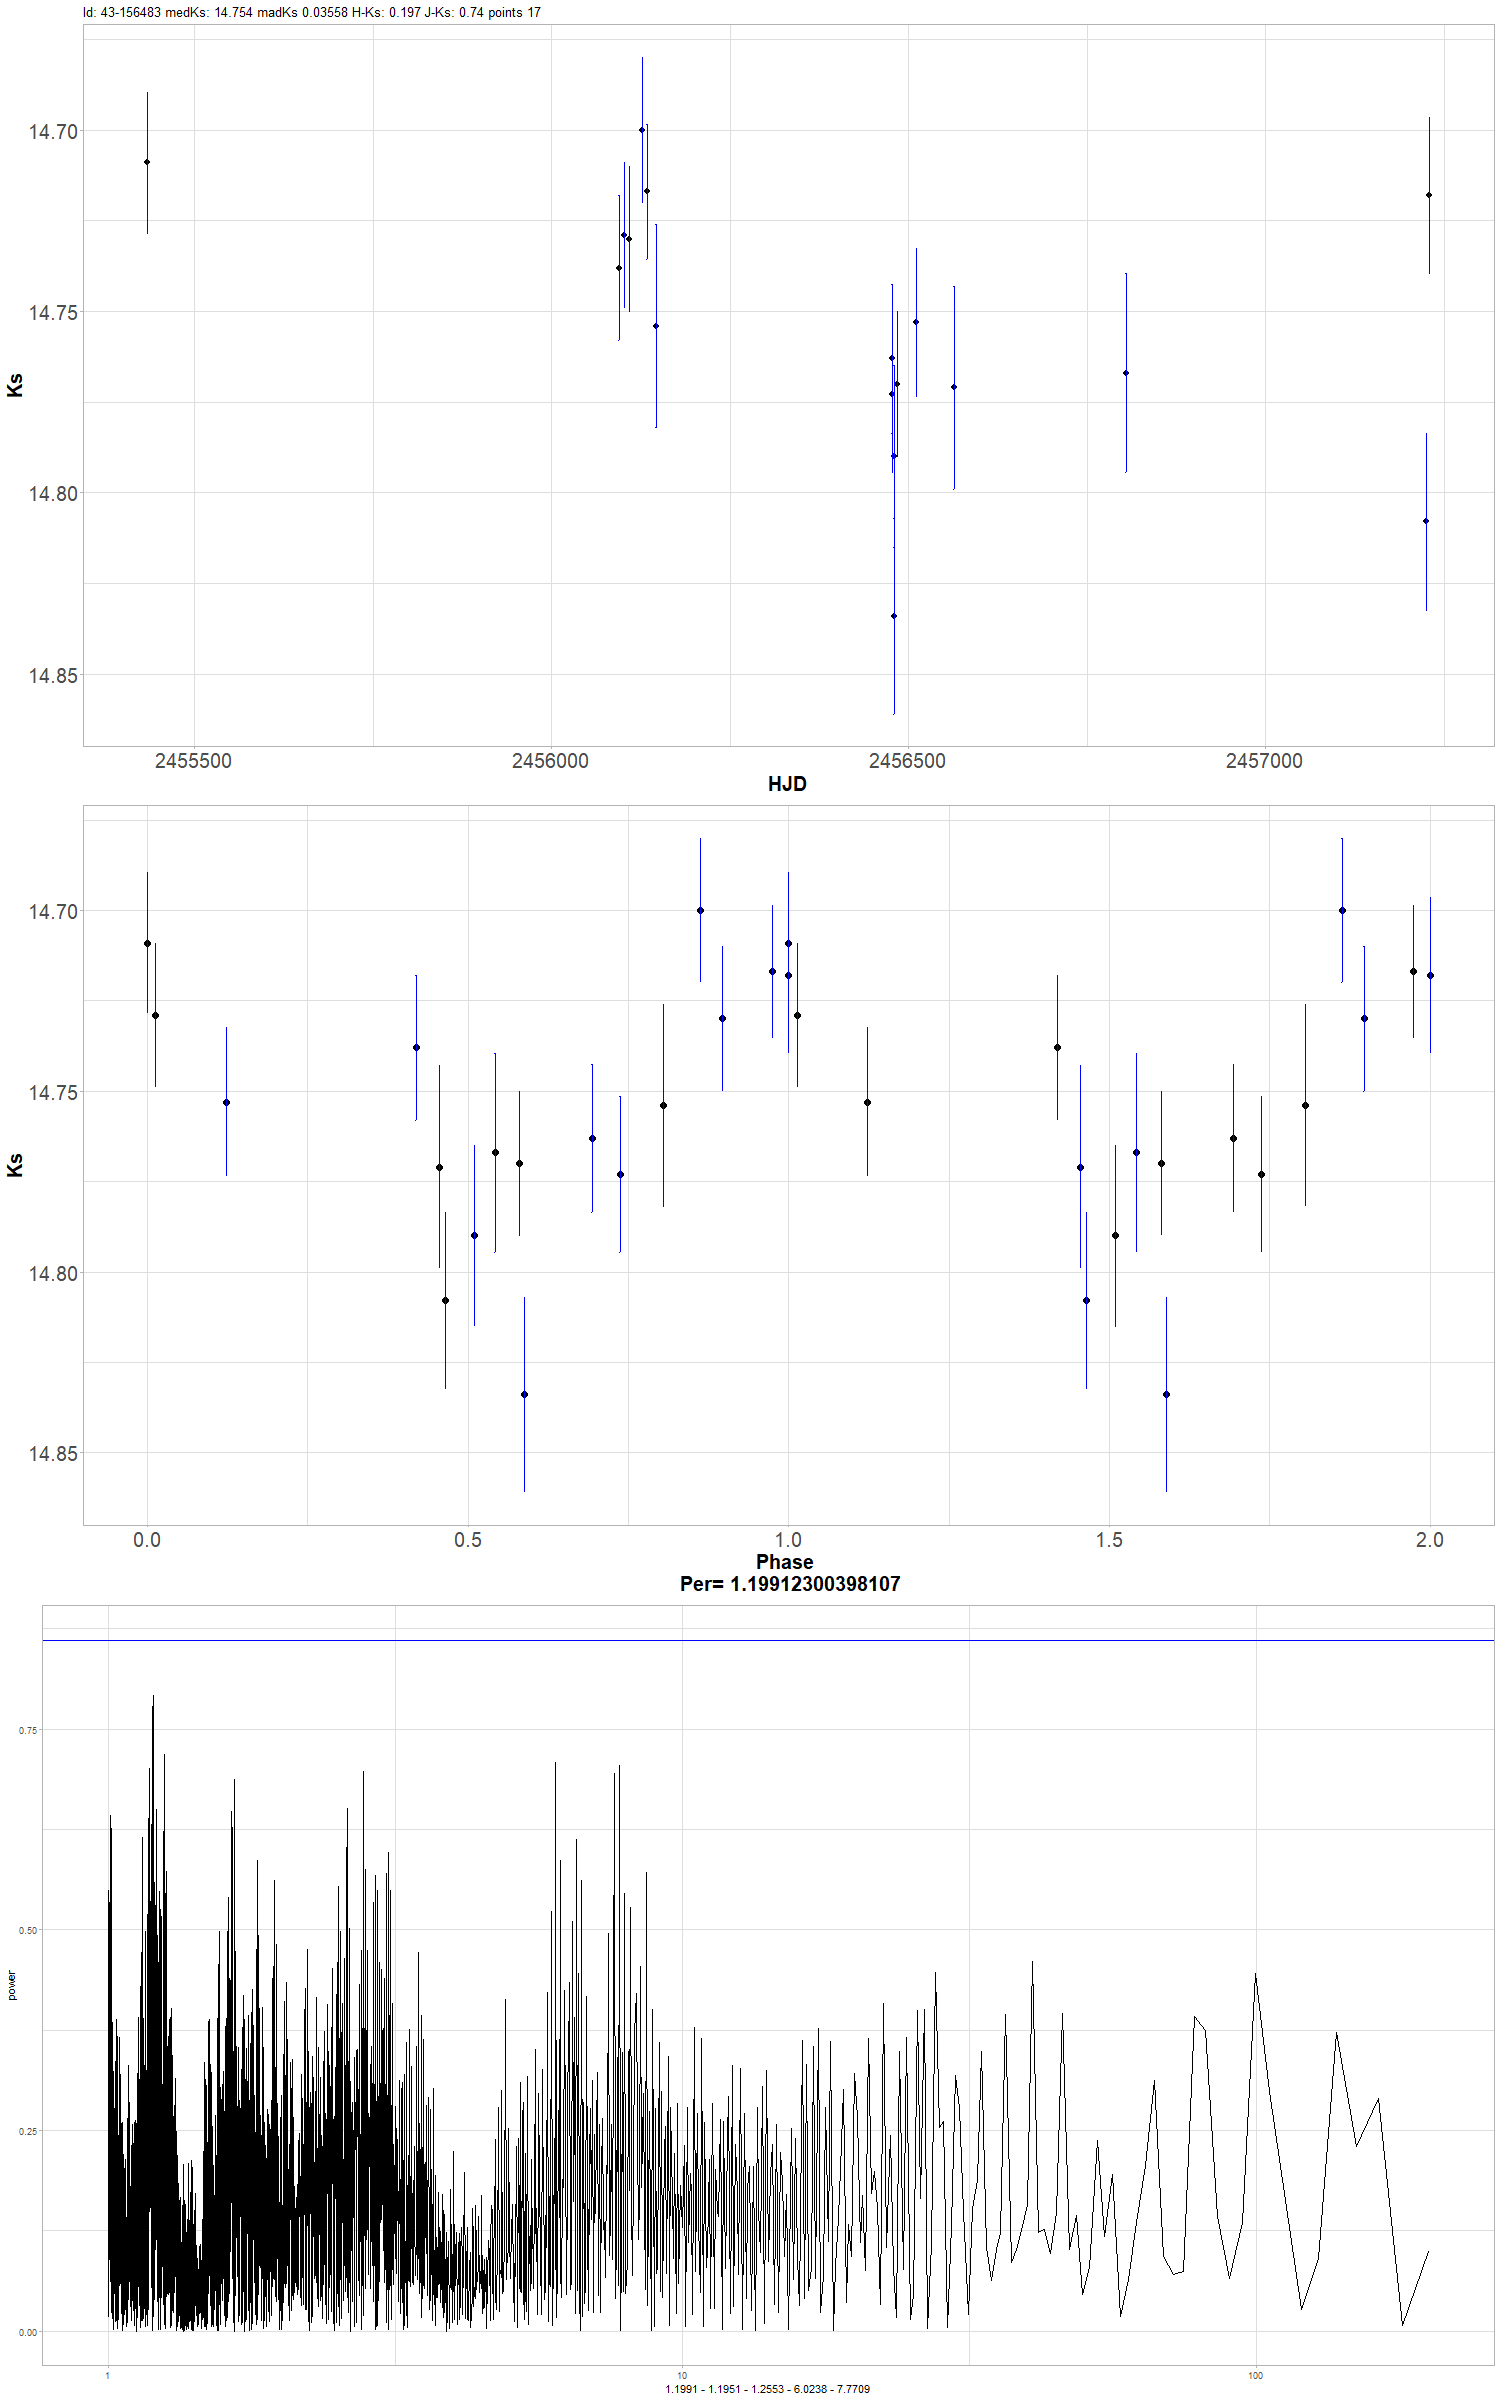 Id: 43-156483 medKs: 14.754 madKs 0.03558 H-Ks: 0.197 J-Ks: 0.74 points 17
14.70
14.75
14.80
14.85
Ks
2455500 2456000 2456500 2457000
HJD
14.70
14.75
14.80
14.85
Ks
0.0 0.5 1.0 1.5 2.0
Phase
Per= 1.19912300398107
0.75
0.50
0.25
0.00
power
1 10 100
1.1991 - 1.1951 - 1.2553 - 6.0238 - 7.7709